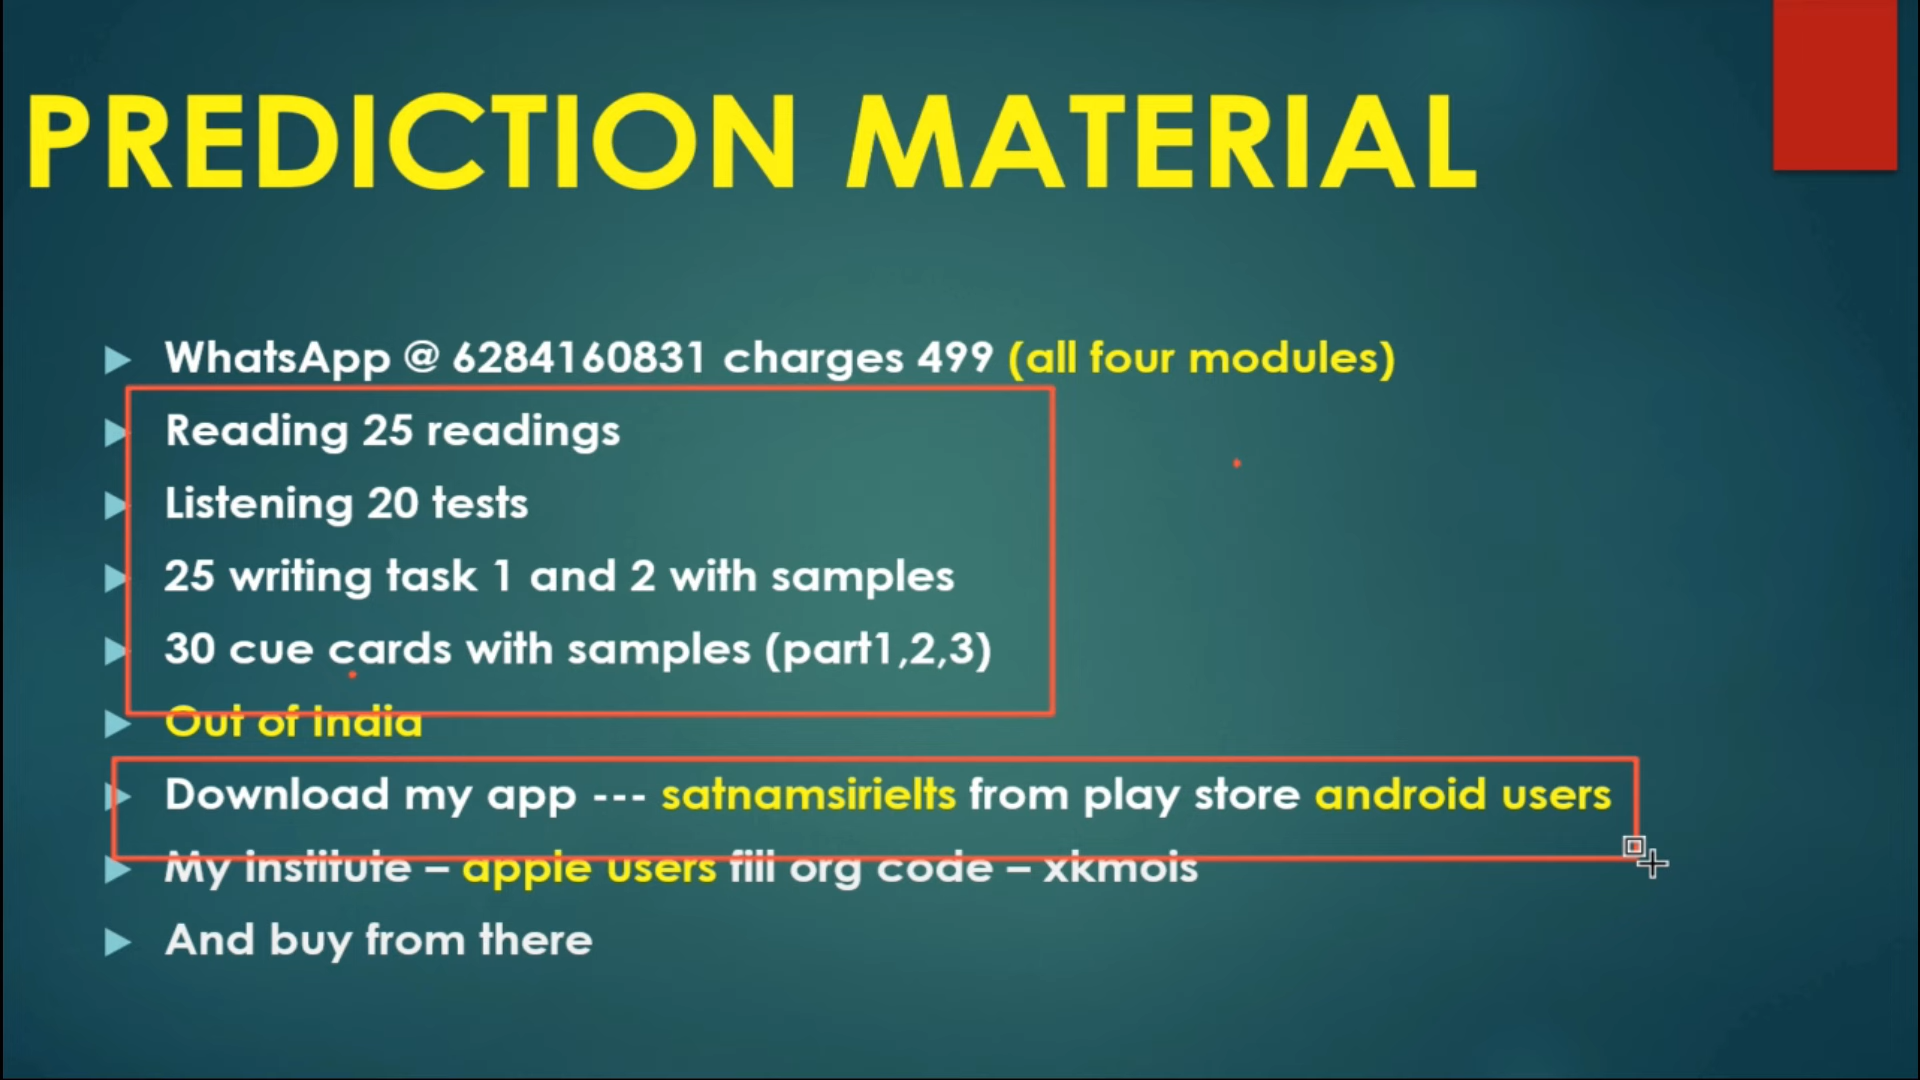 PREDICTION MATERIAL
WhatsApp @ 6284160831 charges 499 (all four modules)
Reading 25 readings
Listening 20 tests
25 writing task 1 and 2 with samples
30 cue cards with samples (part1,2,3)
Out of India
Download my app --- satnamsirielts from play store android users
My institute – apple users fill org code – xkmois
And buy from there